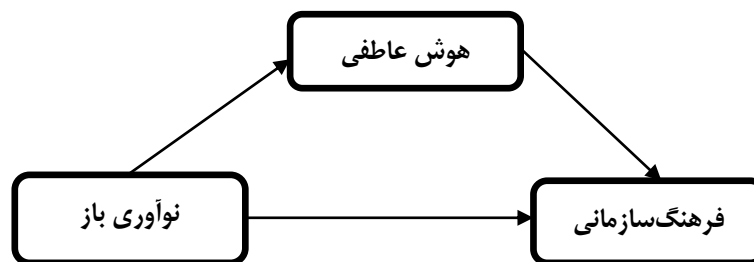 هوش عاطفی
نوآوری باز
فرهنگ‌سازمانی